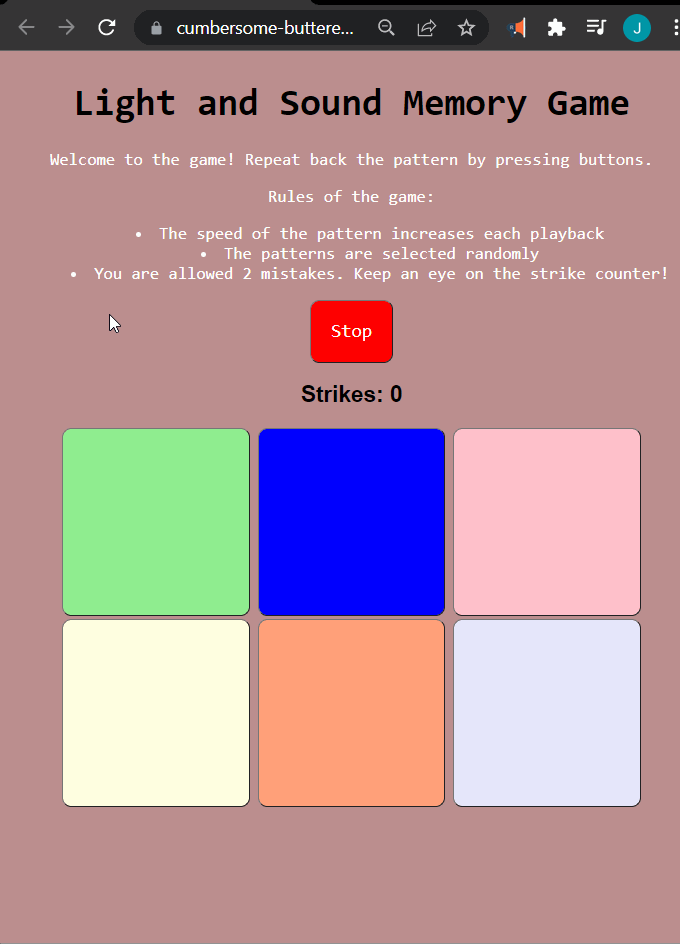 cumbersome-buttere...
J
Light and Sound Memory Game
Welcome to the game! Repeat back the pattern by pressing buttons.
Rules of the game:
• The speed of the pattern increases each playback
• The patterns are selected randomly
• You are allowed 2 mistakes. Keep an eye on the strike counter!
Stop
Strikes: 0